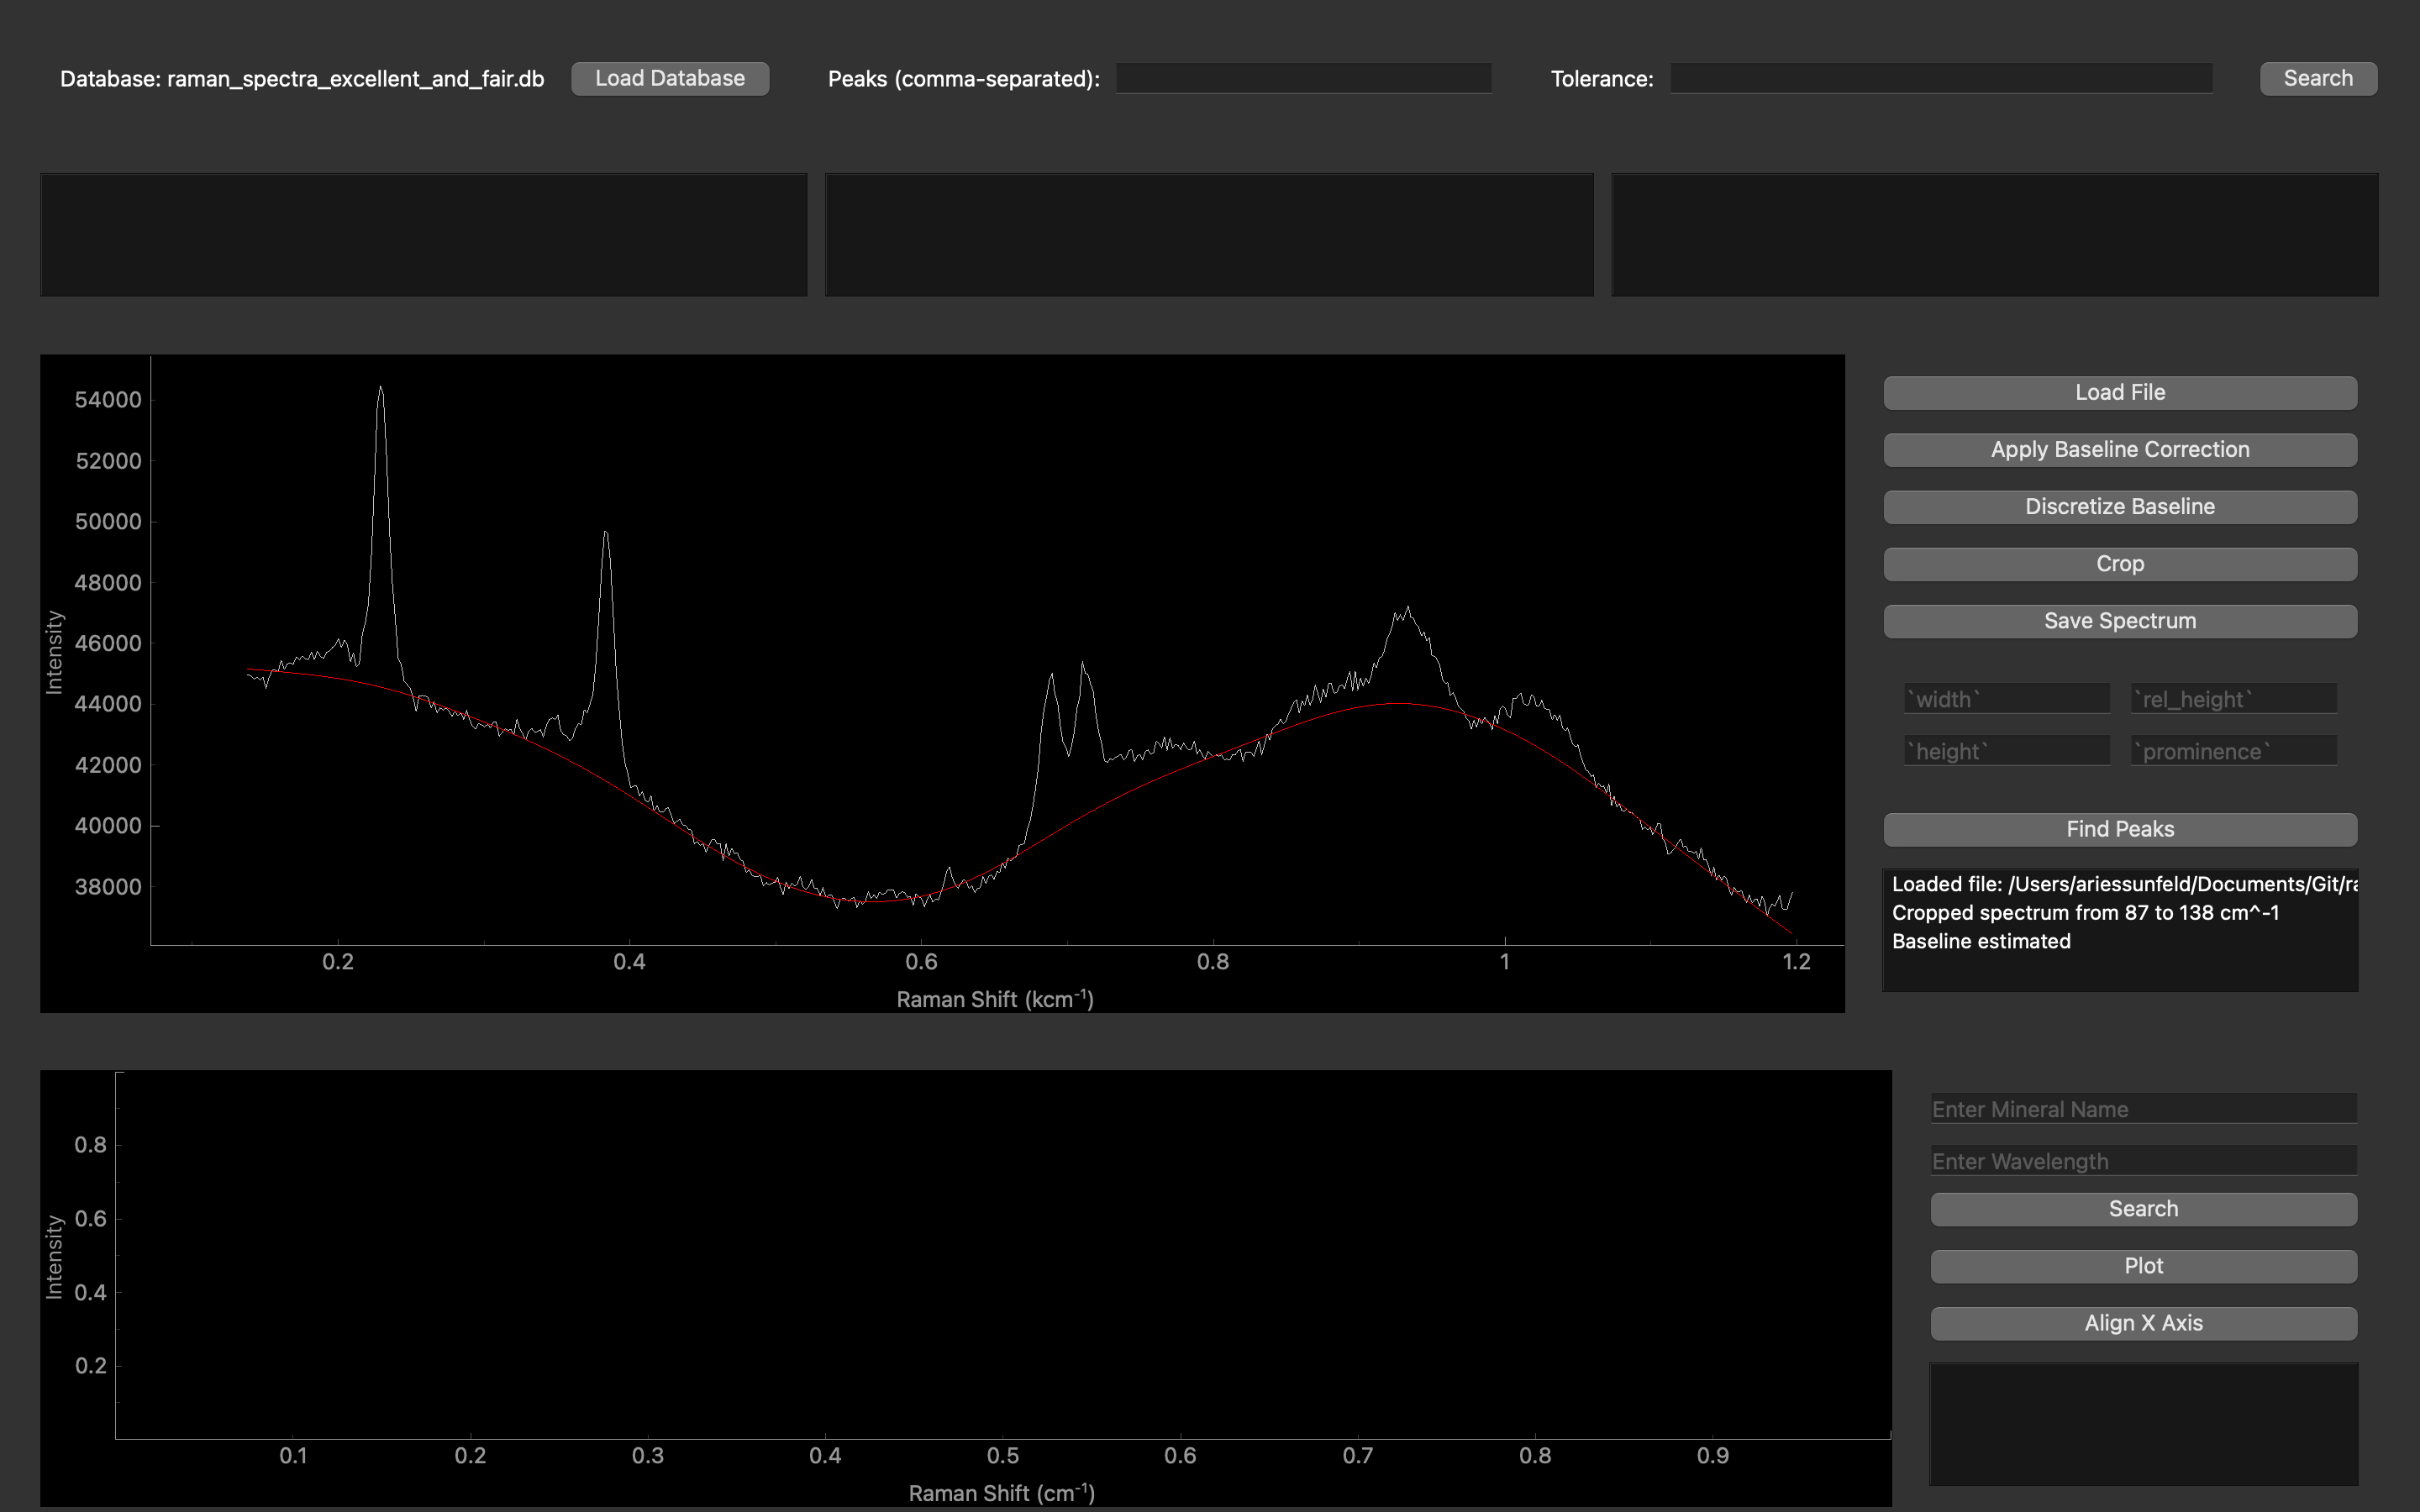 Database: raman_spectra_excellent_and_fair.db
Load Database
Peaks (comma-separated):
Tolerance:
Search
54000
52000
50000
48000
46000
44000
42000
40000
38000
Intensity
0.2
0.4
0.6
0.8
1
1.2
Raman Shift (kcm⁻¹)
Load File
Apply Baseline Correction
Discretize Baseline
Crop
Save Spectrum
`width`
`rel_height`
`height`
`prominence`
Find Peaks
Loaded file: /Users/ariessunfeld/Documents/Git/ra
Cropped spectrum from 87 to 138 cm^-1
Baseline estimated
0.8
0.6
0.4
0.2
Intensity
0.1
0.2
0.3
0.4
0.5
0.6
0.7
0.8
0.9
Raman Shift (cm⁻¹)
Enter Mineral Name
Enter Wavelength
Search
Plot
Align X Axis